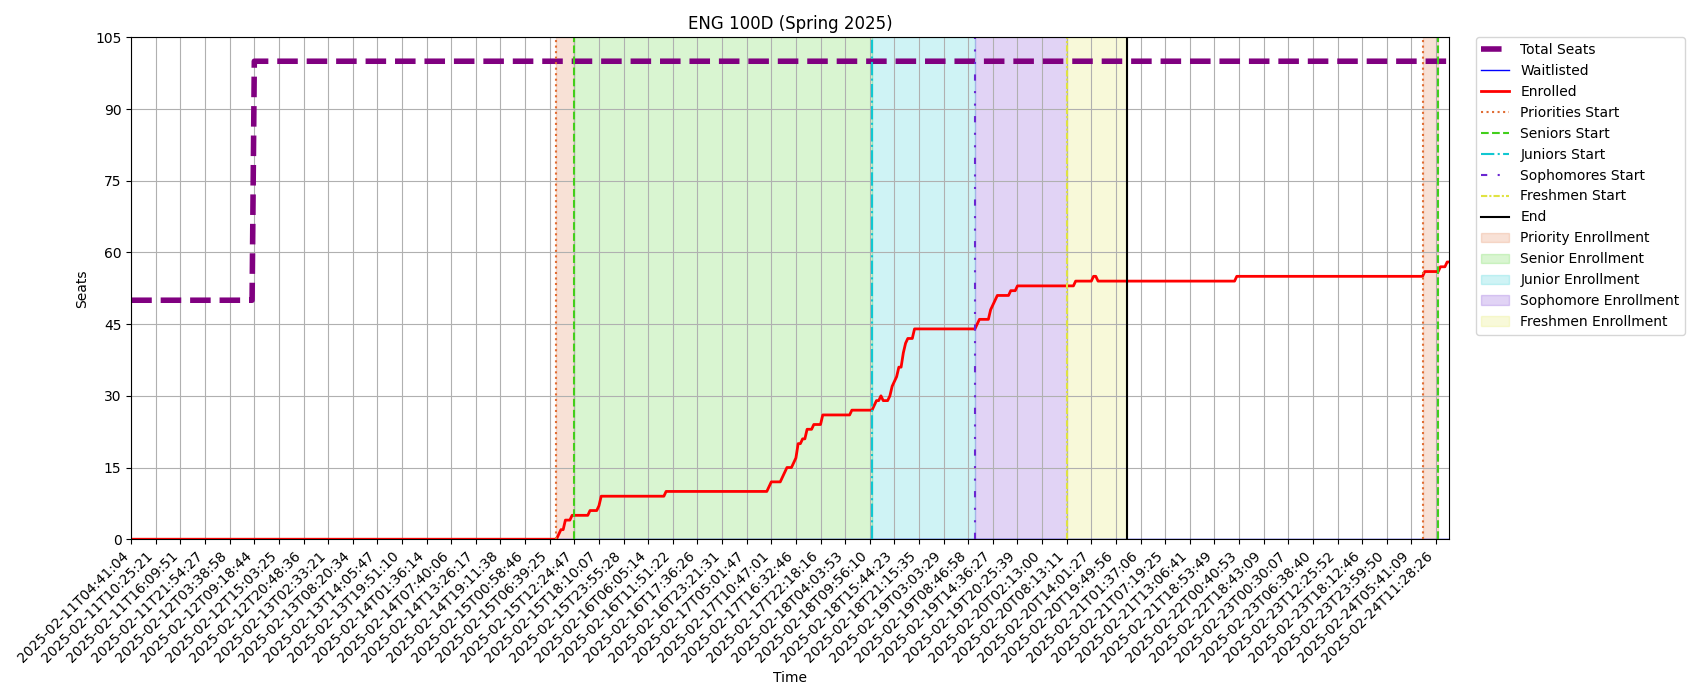 ENG 100D (Spring 2025)
105
90
75
60
45
30
15
0
Seats
2025-02-11T04:41:04
2025-02-11T10:25:21
2025-02-11T16:09:51
2025-02-11T21:54:27
2025-02-12T03:38:58
2025-02-12T09:18:44
2025-02-12T15:03:25
2025-02-12T20:48:36
2025-02-13T02:33:21
2025-02-13T08:20:34
2025-02-13T14:05:47
2025-02-13T19:51:10
2025-02-14T01:36:14
2025-02-14T07:40:06
2025-02-14T13:26:17
2025-02-14T19:11:38
2025-02-15T00:58:46
2025-02-15T06:39:25
2025-02-15T12:24:47
2025-02-15T18:10:07
2025-02-15T23:55:28
2025-02-16T06:05:14
2025-02-16T11:51:22
2025-02-16T17:36:26
2025-02-16T23:21:31
2025-02-17T05:01:47
2025-02-17T10:47:01
2025-02-17T16:32:46
2025-02-17T22:18:16
2025-02-18T04:03:53
2025-02-18T09:56:10
2025-02-18T15:44:23
2025-02-18T21:15:35
2025-02-19T03:03:29
2025-02-19T08:46:58
2025-02-19T14:36:27
2025-02-19T20:25:39
2025-02-20T02:13:00
2025-02-20T08:13:11
2025-02-20T14:01:27
2025-02-20T19:49:56
2025-02-21T01:37:06
2025-02-21T07:19:25
2025-02-21T13:06:41
2025-02-21T18:53:49
2025-02-22T00:40:53
2025-02-22T18:43:09
2025-02-23T00:30:07
2025-02-23T06:38:40
2025-02-23T12:25:52
2025-02-23T18:12:46
2025-02-23T23:59:50
2025-02-24T05:41:09
2025-02-24T11:28:26
Time
Total Seats
Waitlisted
Enrolled
Priorities Start
Seniors Start
Juniors Start
Sophomores Start
Freshmen Start
End
Priority Enrollment
Senior Enrollment
Junior Enrollment
Sophomore Enrollment
Freshmen Enrollment